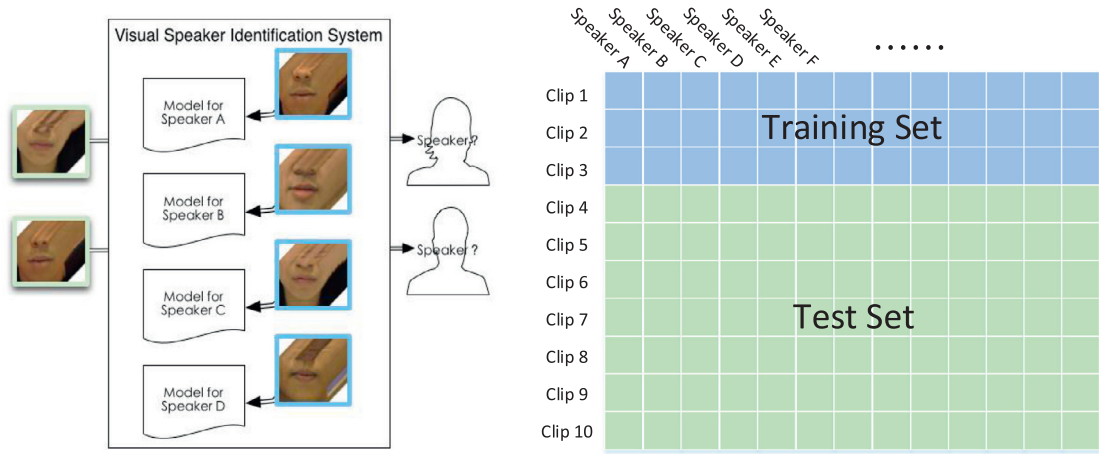 Visual Speaker Identification System
Model for
Speaker A
Model for
Speaker B
Model for
Speaker C
Model for
Speaker D
Speaker ?
Speaker ?
Speaker A
Speaker B
Speaker C
Speaker D
Speaker E
Speaker F
......
Clip 1
Clip 2
Clip 3
Clip 4
Clip 5
Clip 6
Clip 7
Clip 8
Clip 9
Clip 10
Training Set
Test Set